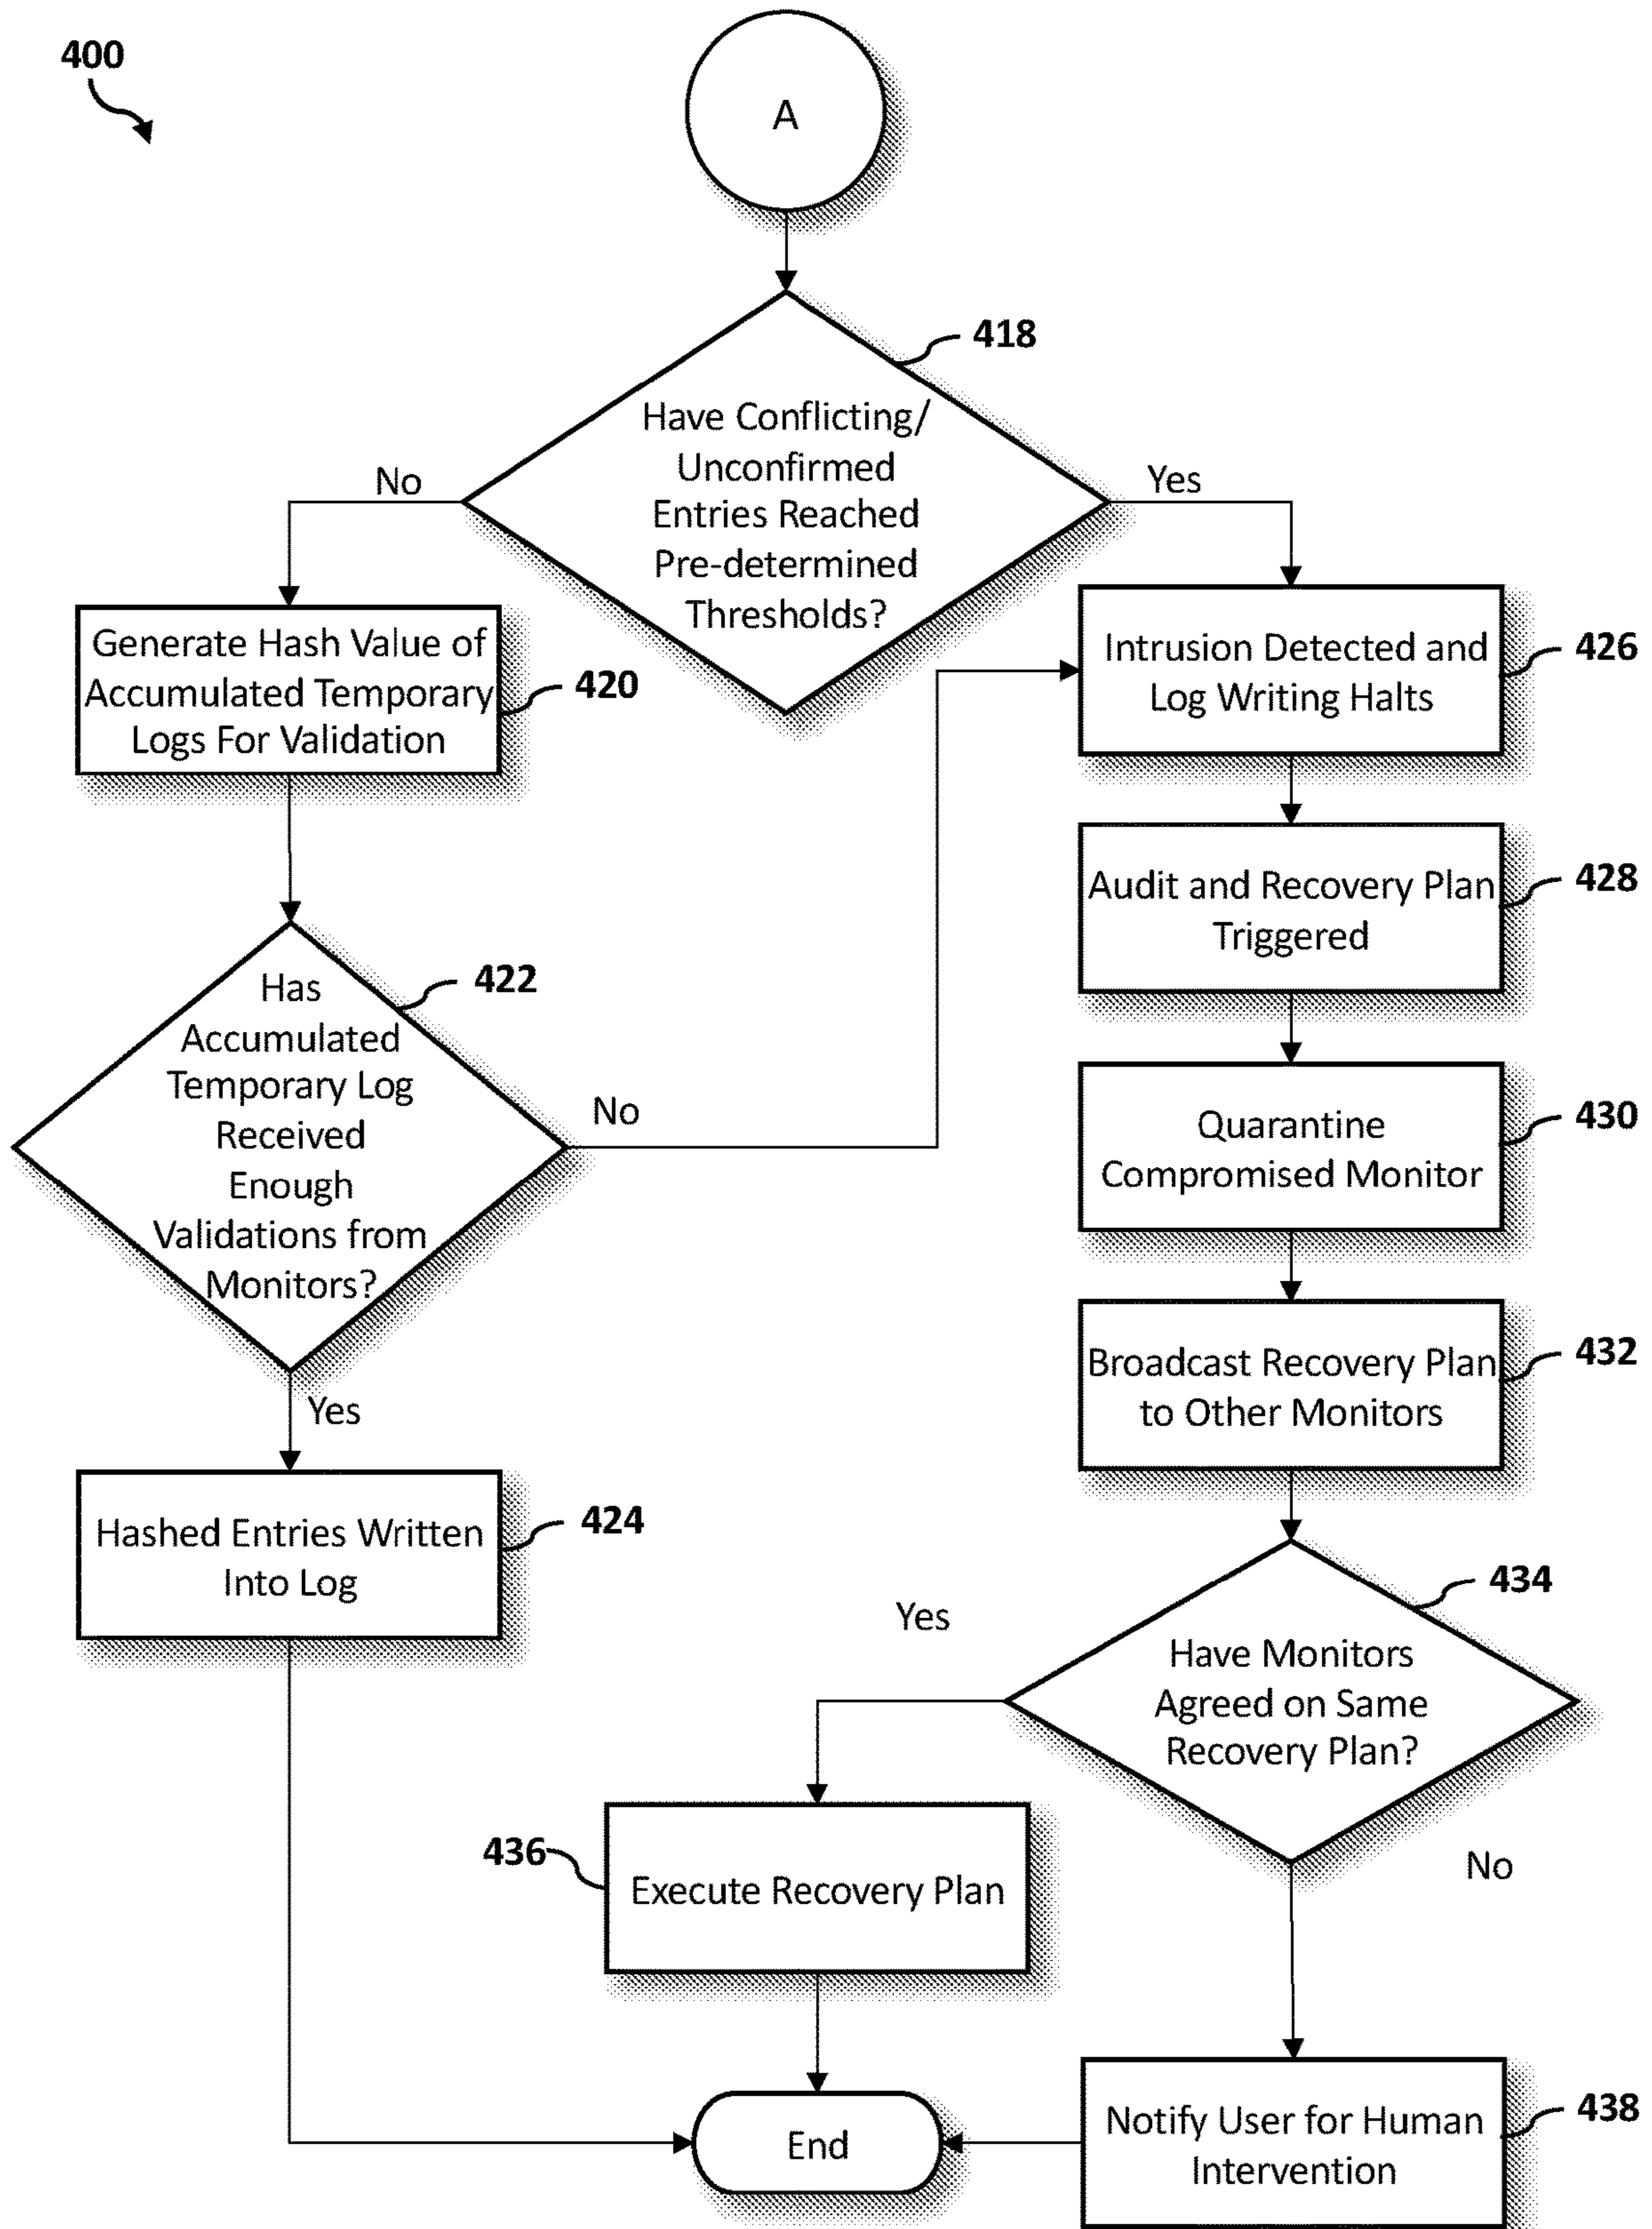 400
A
418
Have Conflicting/
Unconfirmed
Entries Reached
Pre-determined
Thresholds?
No
Yes
Generate Hash Value of
Accumulated Temporary
Logs For Validation
420
Intrusion Detected and
Log Writing Halts
426
Audit and Recovery Plan
Triggered
428
Has
Accumulated
Temporary Log
Received
Enough
Validations from
Monitors?
422
No
Yes
Quarantine
Compromised Monitor
430
Broadcast Recovery Plan
to Other Monitors
432
Hashed Entries Written
Into Log
424
434
Have Monitors
Agreed on Same
Recovery Plan?
Yes
No
436
Execute Recovery Plan
End
Notify User for Human
Intervention
438